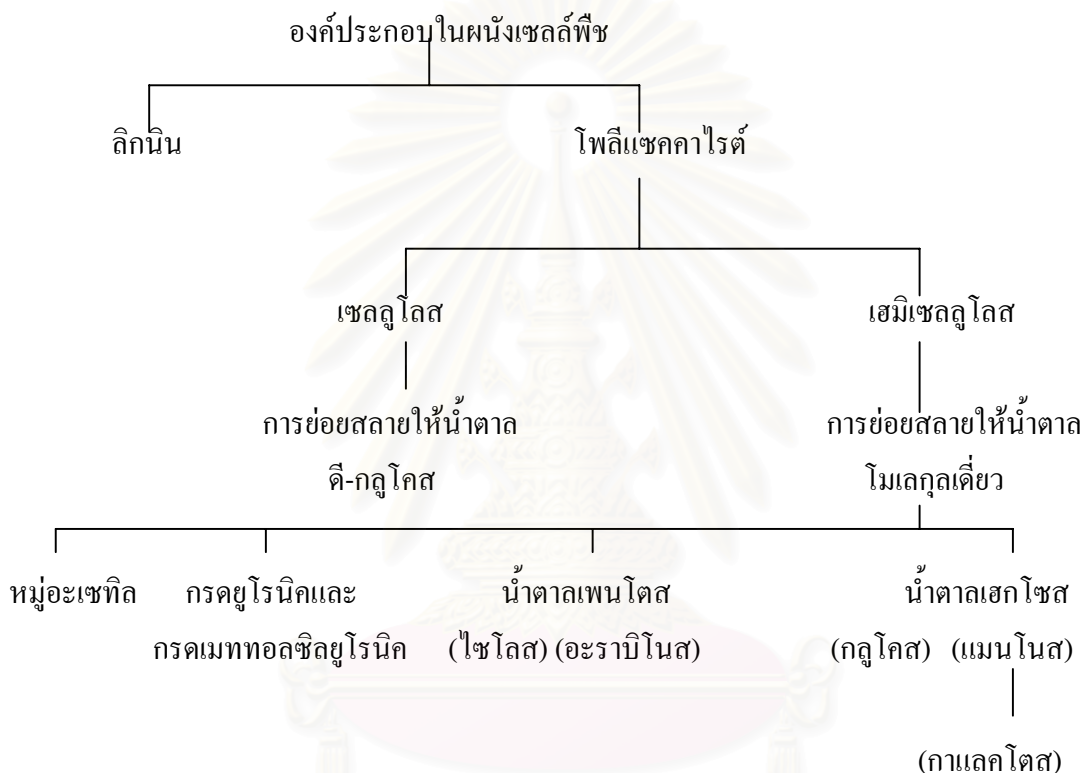 องค์ประกอบในผนังเซลล์พืช
ลิกนิน โพลีแซคคาไรต์
เซลลูโลส เฮมิเซลลูโลส
การย่อยสลายให้น้ำตาล การย่อยสลายให้น้ำตาล
ดี-กลูโคส โมเลกุลเดี่ยว
หมู่อะเซทิล กรดยูโรนิคและ น้ำตาลเพนโตส น้ำตาลเฮกโซส
กรดเมททอลซิลยูโรนิค (ไซโลส) (อะราบิโนส) (กลูโคส) (แมนโนส)
(กาแลคโตส)